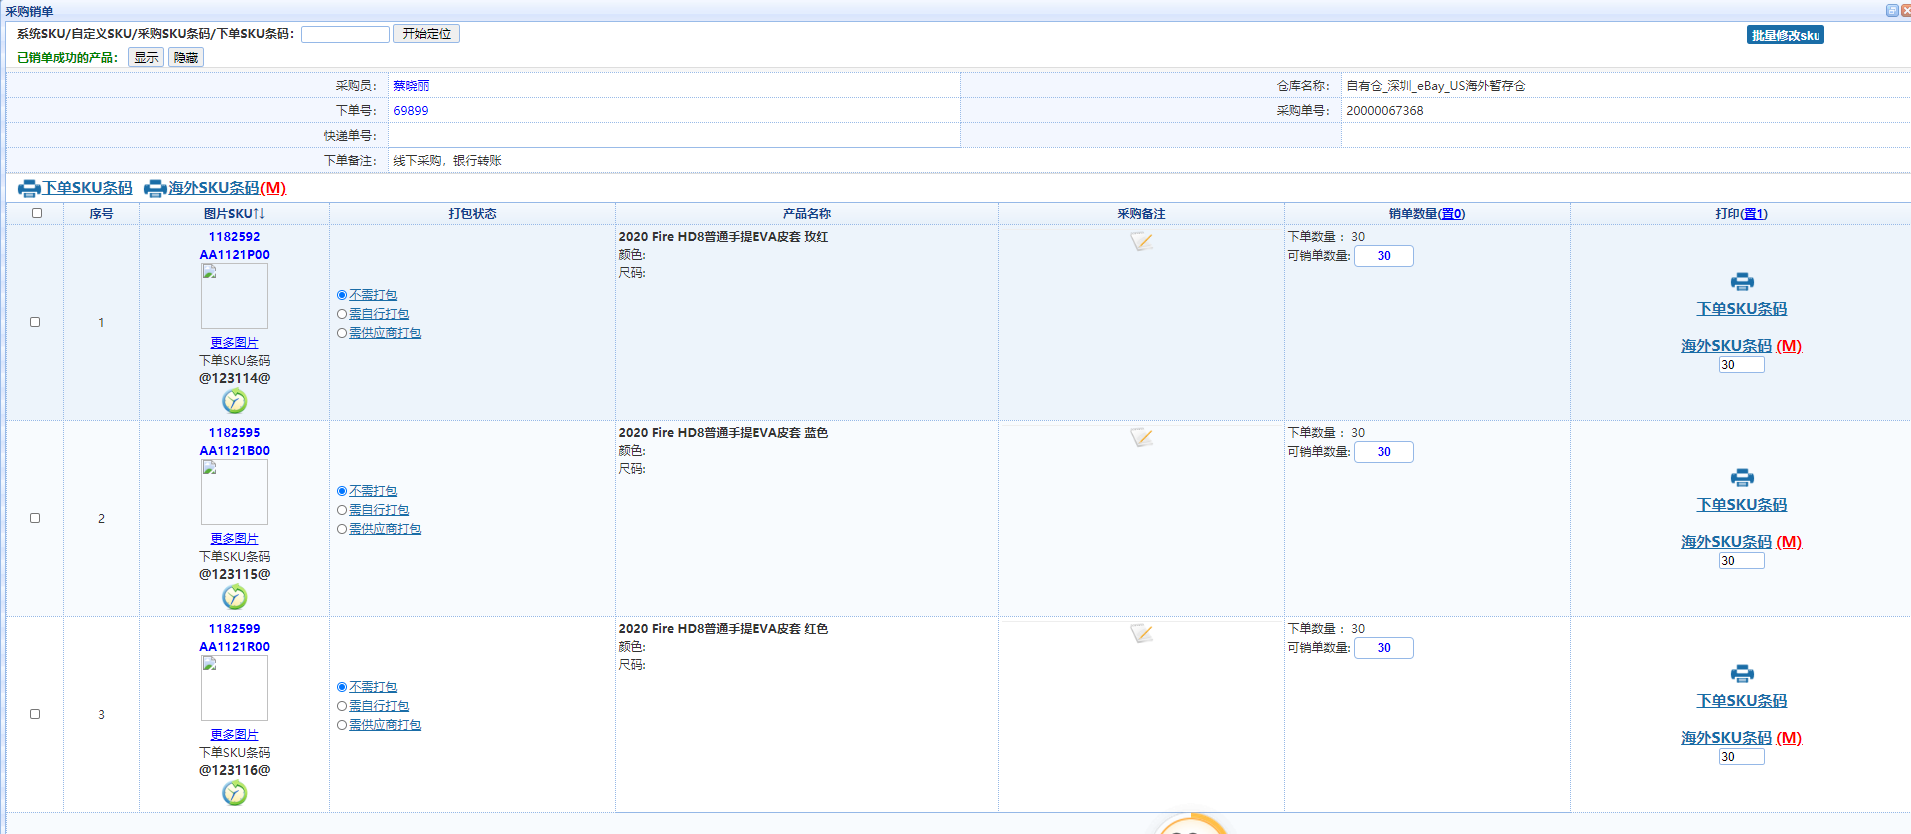 采购销单
系统SKU/自定义SKU/采购SKU条码/下单SKU条码: 开始定位 批量修改sku
已销单成功的产品: 显示 隐藏
采购员: 蔡晓丽 仓库名称: 自有仓_深圳_eBay_US海外暂存仓
下单号: 69899 采购单号: 20000067368
快递单号:
下单备注: 线下采购，银行转账
下单SKU条码 海外SKU条码(M)
序号 图片SKU↑↓ 打包状态 产品名称 采购备注 销单数量(置0) 打印(置1)
1
1182592
AA1121P00
更多图片
下单SKU条码
@123114@
不需打包
需自行打包
需供应商打包
2020 Fire HD8普通手提EVA皮套 玫红
颜色:
尺码:
下单数量 : 30
可销单数量: 30
下单SKU条码
海外SKU条码 (M)
30
2
1182595
AA1121B00
更多图片
下单SKU条码
@123115@
不需打包
需自行打包
需供应商打包
2020 Fire HD8普通手提EVA皮套 蓝色
颜色:
尺码:
下单数量 : 30
可销单数量: 30
下单SKU条码
海外SKU条码 (M)
30
3
1182599
AA1121R00
更多图片
下单SKU条码
@123116@
不需打包
需自行打包
需供应商打包
2020 Fire HD8普通手提EVA皮套 红色
颜色:
尺码:
下单数量 : 30
可销单数量: 30
下单SKU条码
海外SKU条码 (M)
30